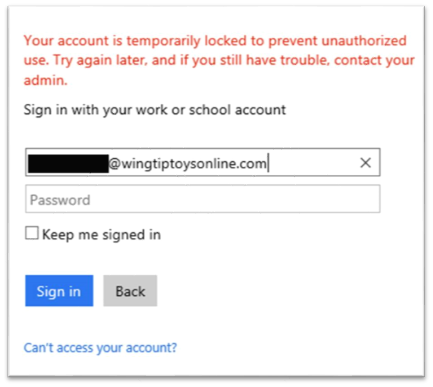 Your account is temporarily locked to prevent unauthorized
use. Try again later, and if you still have trouble, contact your
admin.
Sign in with your work or school account
@wingtiptoysonline.com
Password
Keep me signed in
Sign in
Back
Can't access your account?